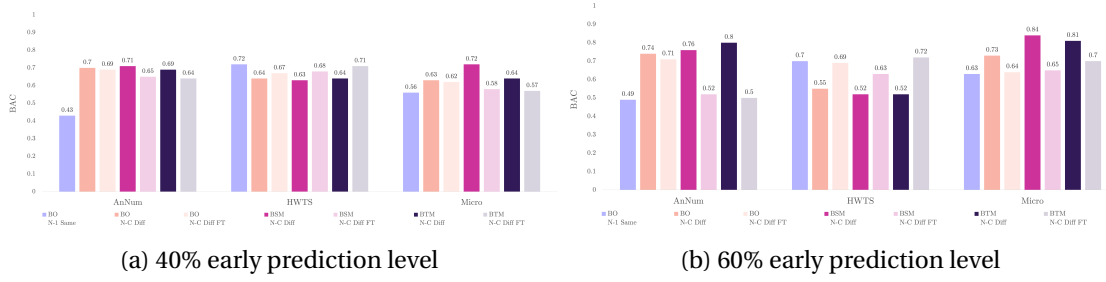 1
0.9
0.8
0.7
0.6
0.5
0.4
0.3
0.2
0.1
0
BAC
0.43 0.7 0.69 0.71 0.65 0.69 0.64
0.72 0.64 0.67 0.63 0.68 0.64 0.71
0.56 0.63 0.62 0.72 0.58 0.64 0.57
AnNum HWTS Micro
BO BO BO BSM BSM BTM BTM
N-1 Same N-C Diff N-C Diff FT N-C Diff N-C Diff FT N-C Diff N-C Diff FT
(a) 40% early prediction level
1
0.9
0.8
0.7
0.6
0.5
0.4
0.3
0.2
0.1
0
BAC
0.49 0.74 0.71 0.76 0.52 0.8 0.5
0.7 0.55 0.69 0.52 0.63 0.52 0.72
0.63 0.73 0.64 0.84 0.65 0.81 0.7
AnNum HWTS Micro
BO BO BO BSM BSM BTM BTM
N-1 Same N-C Diff N-C Diff FT N-C Diff N-C Diff FT N-C Diff N-C Diff FT
(b) 60% early prediction level